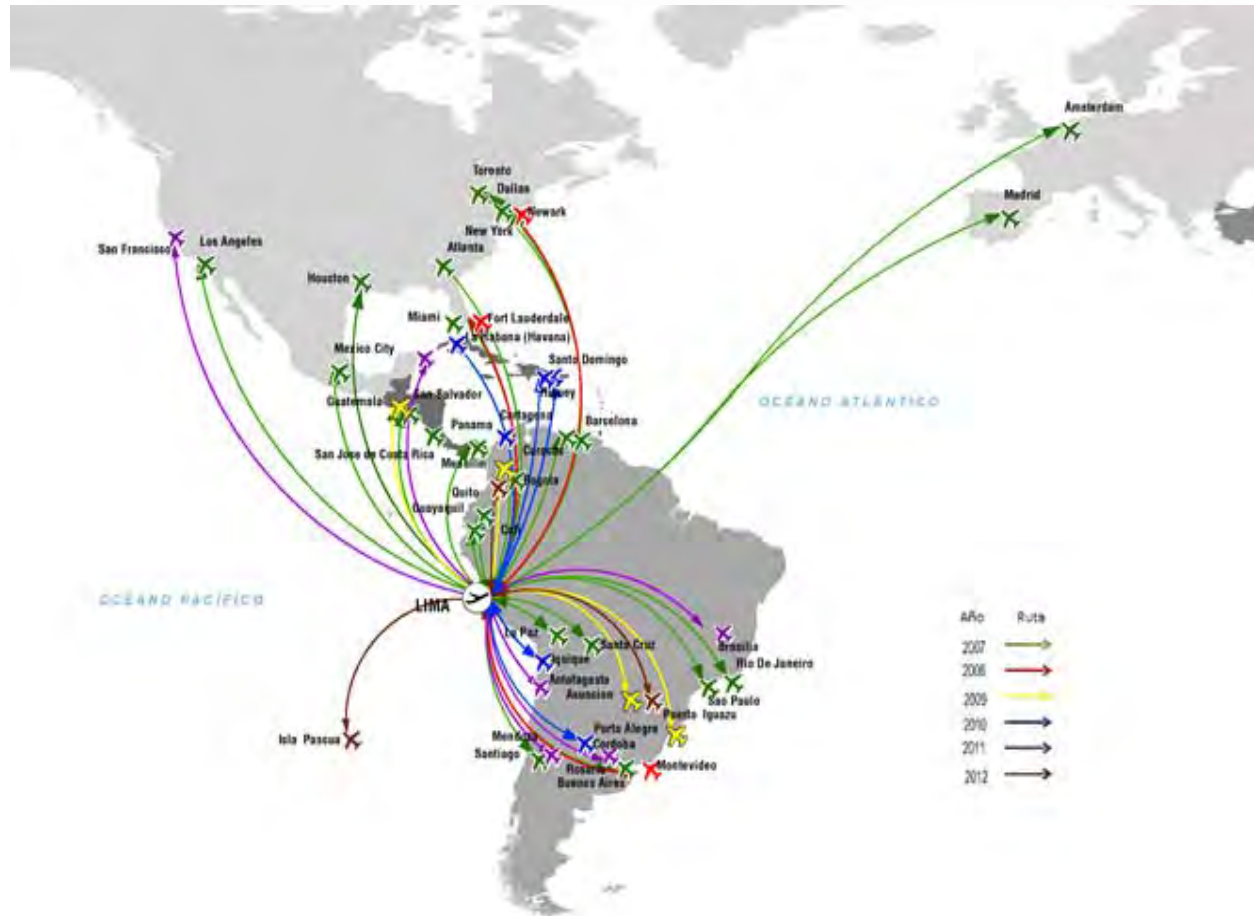 Amsterdam
Madrid
Toronto
Dallas
Newark
New York
San Francisco
Los Angeles
Atlanta
Houston
Miami
Fort Lauderdale
La Habana (Havana)
Mexico City
Santo Domingo
Guatemala
San Salvador
OCÉANO ATLÁNTICO
Cartagena
Barcelona
Panama
San Jose de Costa Rica
Caracas
Medellin
Quito
Bogota
Guayaquil
Cali
OCÉANO PACÍFICO
LIMA
La Paz
Santa Cruz
Brasilia
Iquique
Rio De Janeiro
Antofagasta
Asuncion
Sao Paulo
Puerto Iguazu
Isla Pascua
Porto Alegre
Mendoza
Cordoba
Santiago
Rosario
Montevideo
Buenos Aires
Año Ruta
2007
2008
2009
2010
2011
2012